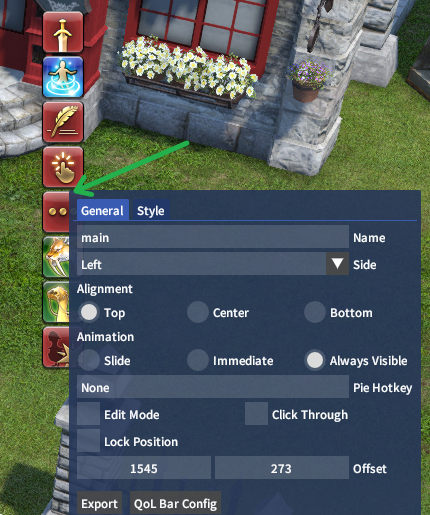 General Style
main Name
Left Side
Alignment
Top Center Bottom
Animation
Slide Immediate Always Visible
None Pie Hotkey
Edit Mode Click Through
Lock Position
1545 273 Offset
Export QoL Bar Config